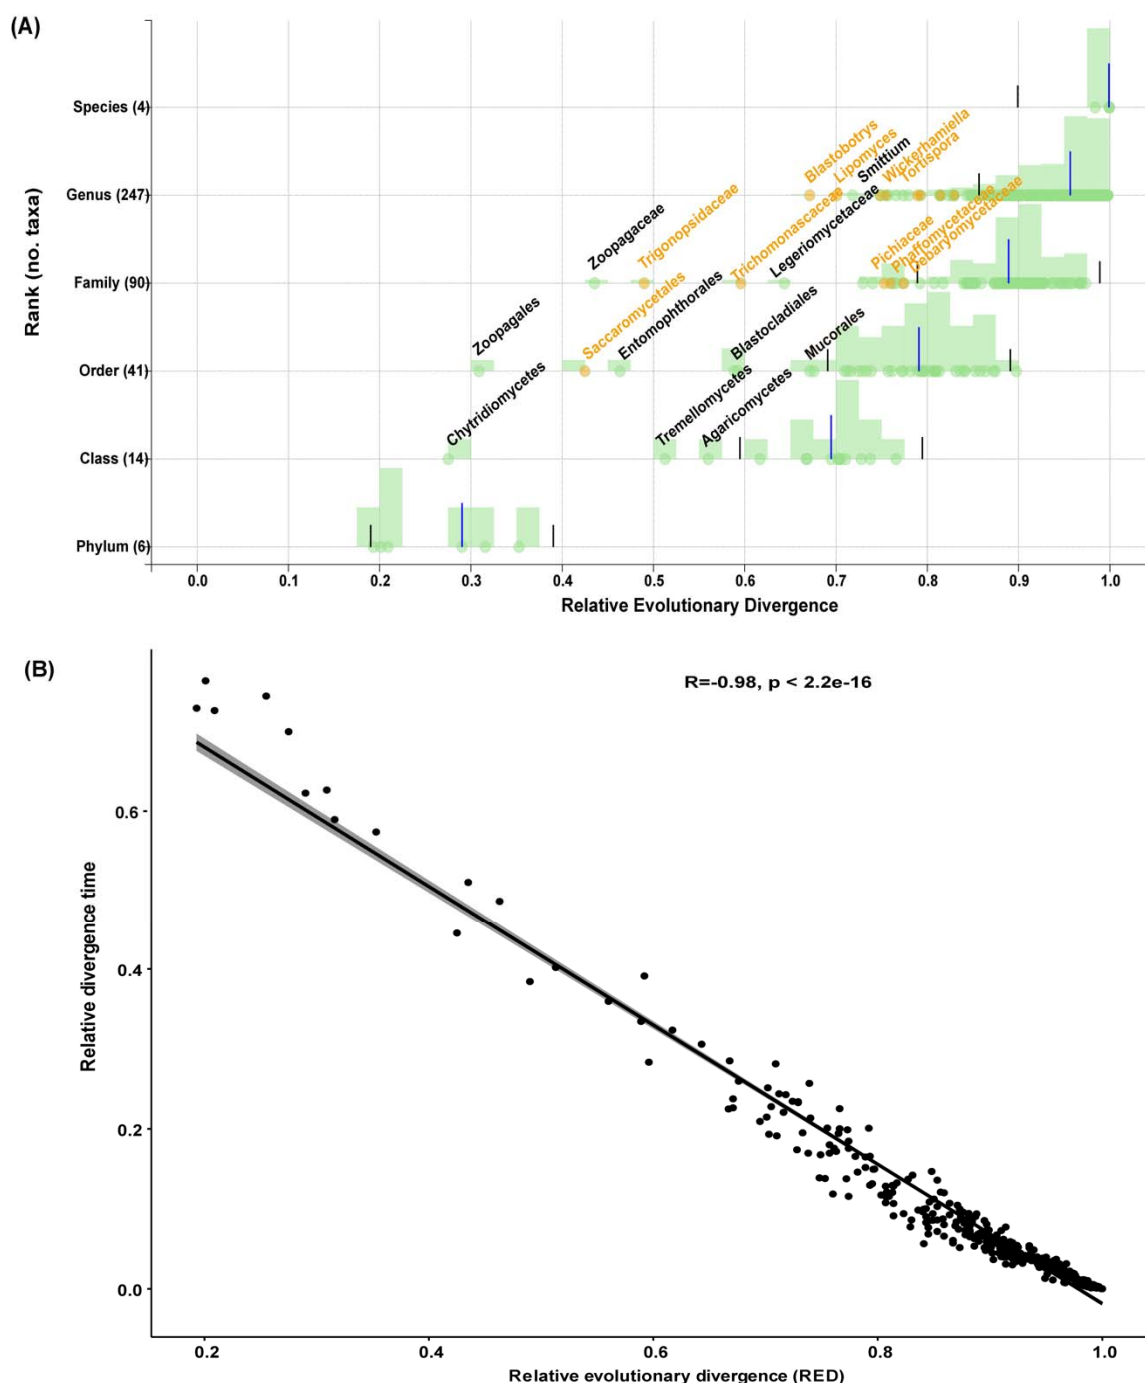 (A)
Rank (no. taxa)
Species (4)
Genus (247)
Family (90)
Order (41)
Class (14)
Phylum (6)
Blastobotrys
Lipomyces
Smittium
Wickerhamiella
Tortispora
Zoopagaceae
Trigonopsidaceae
Trichomonascaceae
Legeriomycetaceae
Pichiaceae
Phaffomycetaceae
Debaryomycetaceae
Zoopagales
Saccaromycetales
Entomophthorales
Blastocladiales
Mucorales
Chytridiomycetes
Tremellomycetes
Agaricomycetes
0.0 0.1 0.2 0.3 0.4 0.5 0.6 0.7 0.8 0.9 1.0
Relative Evolutionary Divergence
(B)
R=-0.98, p < 2.2e-16
Relative divergence time
0.6
0.4
0.2
0.0
0.2 0.4 0.6 0.8 1.0
Relative evolutionary divergence (RED)